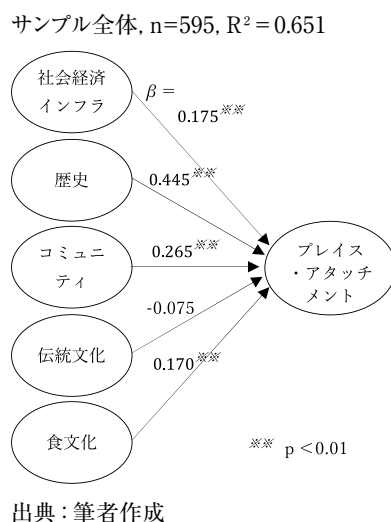 サンプル全体, n=595, R² = 0.651
社会経済
インフラ
β =
0.175※※
歴史
0.445※※
コミュニ
ティ
0.265※※
プレイス
・アタッチ
メント
-0.075
伝統文化
0.170※※
食文化
※※ p <0.01
出典：筆者作成